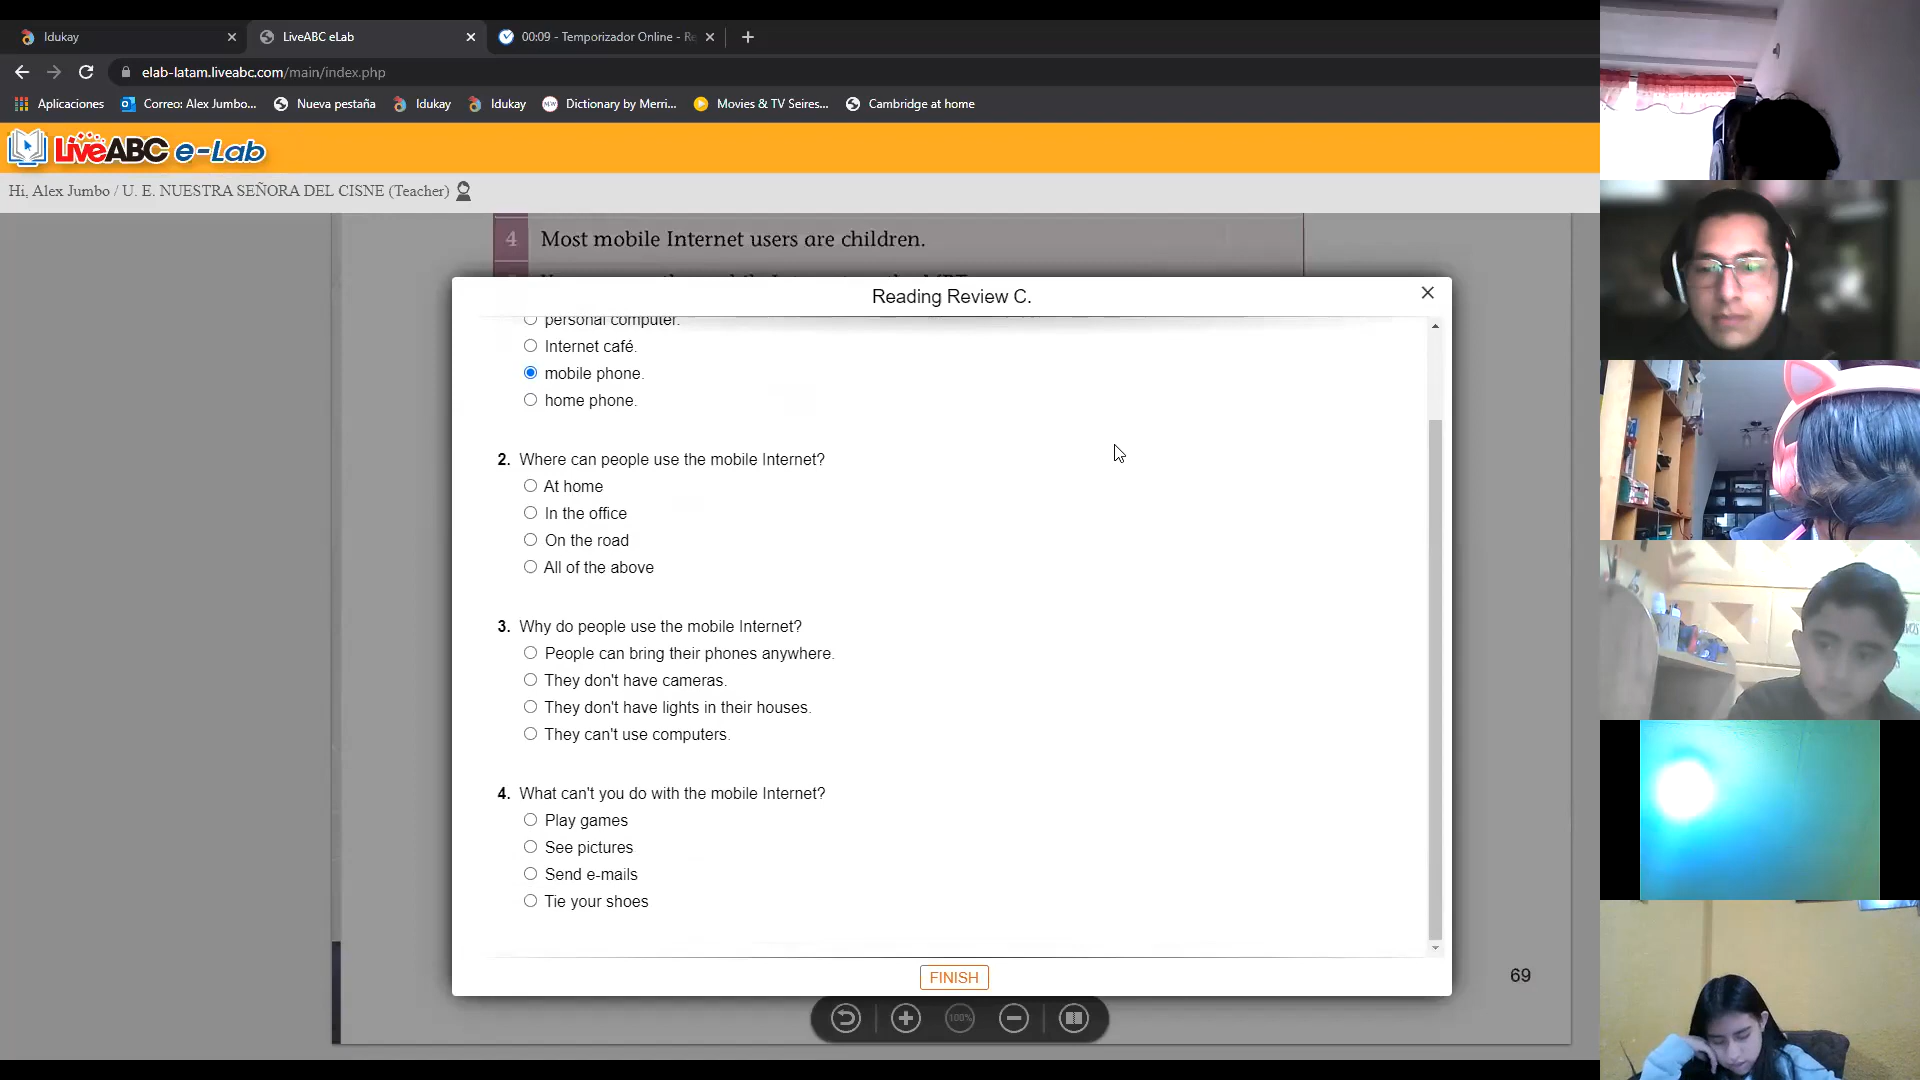 Idukay
LiveABC eLab
00:09 - Temporizador Online - Re
elab-latam.liveabc.com/main/index.php
Aplicaciones
Correo: Alex Jumbo...
Nueva pestaña
Idukay
Idukay
Dictionary by Merri...
Movies & TV Seires...
Cambridge at home
LiveABC e-Lab
Hi, Alex Jumbo / U. E. NUESTRA SEÑORA DEL CISNE (Teacher)
4 Most mobile Internet users are children.
Reading Review C.
personal computer.
Internet café.
mobile phone.
home phone.
2. Where can people use the mobile Internet?
At home
In the office
On the road
All of the above
3. Why do people use the mobile Internet?
People can bring their phones anywhere.
They don't have cameras.
They don't have lights in their houses.
They can't use computers.
4. What can't you do with the mobile Internet?
Play games
See pictures
Send e-mails
Tie your shoes
FINISH
69
100%